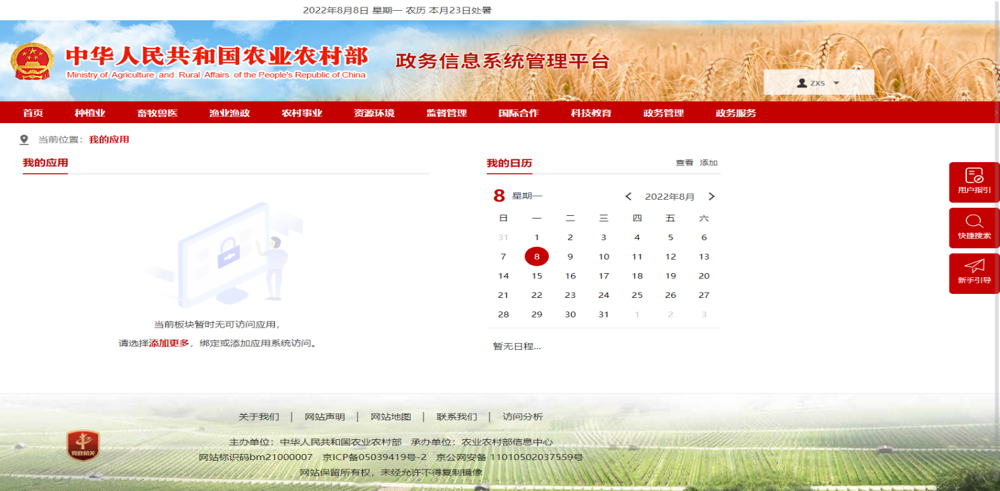 2022年8月8日 星期一 农历 本月23日处暑
中华人民共和国农业农村部
Ministry of Agriculture and Rural Affairs of the People's Republic of China
政务信息系统管理平台
zxs
首页 种植业 畜牧兽医 渔业渔政 农村事业 资源环境 监督管理 国际合作 科技教育 政务管理 政务服务
当前位置：我的应用
我的应用
当前板块暂时无可访问应用，
请选择添加更多，绑定或添加应用系统访问。
我的日历 查看 添加
8 星期一 2022年8月
日 一 二 三 四 五 六
31 1 2 3 4 5 6
7 8 9 10 11 12 13
14 15 16 17 18 19 20
21 22 23 24 25 26 27
28 29 30 31 1 2 3
暂无日程...
用户指引
快捷搜索
新手引导
关于我们 | 网站声明 | 网站地图 | 联系我们 | 访问分析
党政机关
主办单位：中华人民共和国农业农村部 承办单位：农业农村部信息中心
网站标识码bm21000007 京ICP备05039419号-2 京公网安备 11010502037559号
网站保留所有权，未经允许不得复制镜像